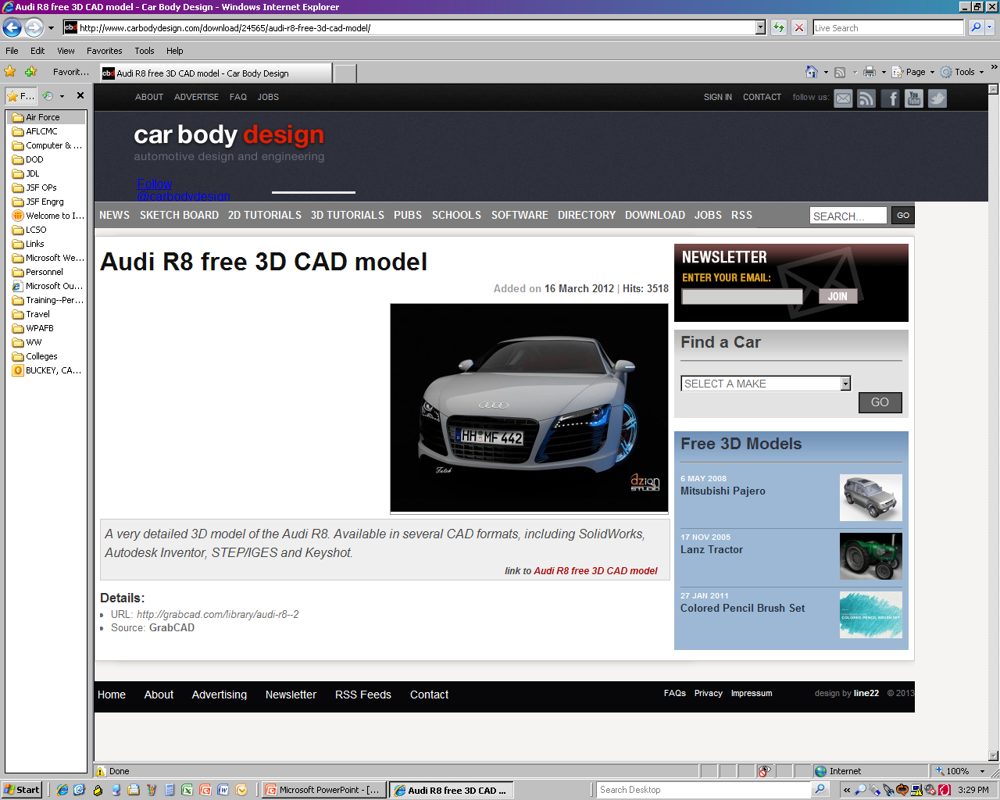 Audi R8 free 3D CAD model - Car Body Design - Windows Internet Explorer
http://www.carbodydesign.com/download/24565/audi-r8-free-3d-cad-model/
Live Search
File Edit View Favorites Tools Help
Favorit...
cbd Audi R8 free 3D CAD model - Car Body Design
Page Tools
F...
Air Force
AFLCMC
Computer & ...
DOD
JDL
JSF OPs
JSF Engrg
Welcome to I...
LCSO
Links
Microsoft We...
Personnel
Microsoft Ou...
Training--Per...
Travel
WPAFB
WW
Colleges
BUCKEY, CA...
ABOUT ADVERTISE FAQ JOBS
SIGN IN CONTACT follow us: You Tube
car body design
automotive design and engineering
Follow
@carbodydesign
NEWS SKETCH BOARD 2D TUTORIALS 3D TUTORIALS PUBS SCHOOLS SOFTWARE DIRECTORY DOWNLOAD JOBS RSS
SEARCH... GO
Audi R8 free 3D CAD model
Added on 16 March 2012 | Hits: 3518
HH MF 442
Fateh
dzign
STUDIO
A very detailed 3D model of the Audi R8. Available in several CAD formats, including SolidWorks,
Autodesk Inventor, STEP/IGES and Keyshot.
link to Audi R8 free 3D CAD model
Details:
URL: http://grabcad.com/library/audi-r8--2
Source: GrabCAD
NEWSLETTER
ENTER YOUR EMAIL:
JOIN
Find a Car
SELECT A MAKE
GO
Free 3D Models
6 MAY 2008
Mitsubishi Pajero
17 NOV 2005
Lanz Tractor
27 JAN 2011
Colored Pencil Brush Set
COLORED PENCIL BRUSH SET
Home About Advertising Newsletter RSS Feeds Contact
FAQs Privacy Impressum
design by line22 © 2013
Done
Internet
100%
Start
Microsoft PowerPoint - [...
Audi R8 free 3D CAD ...
Search Desktop
3:29 PM